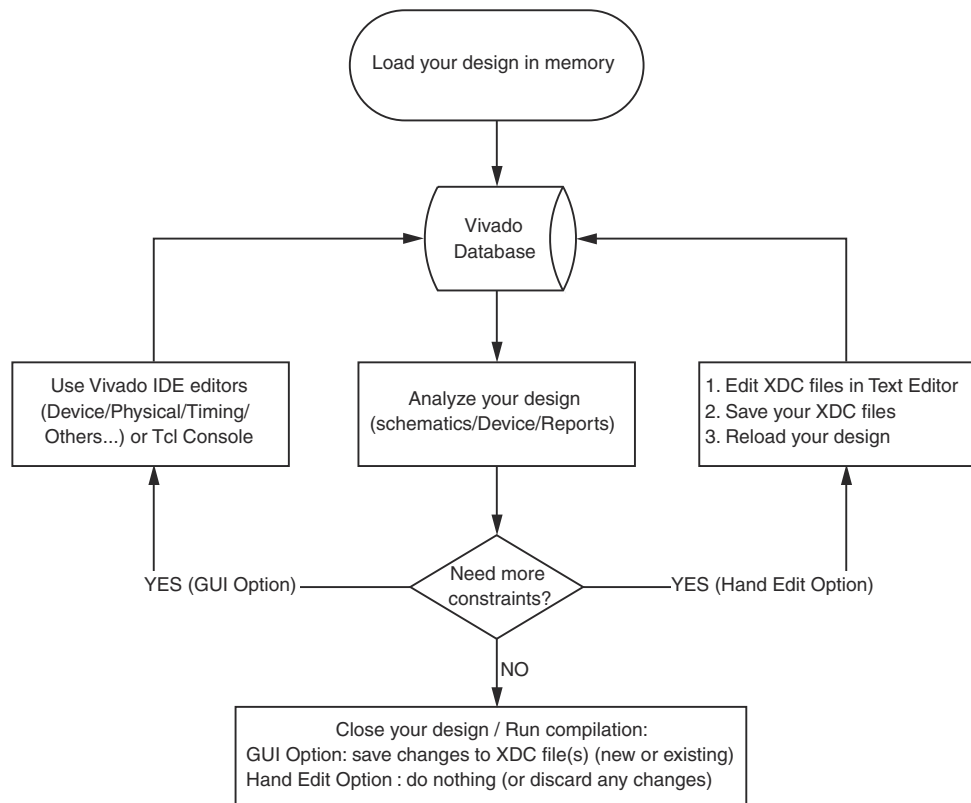 Load your design in memory
Vivado
Database
Use Vivado IDE editors
(Device/Physical/Timing/
Others...) or Tcl Console
Analyze your design
(schematics/Device/Reports)
1. Edit XDC files in Text Editor
2. Save your XDC files
3. Reload your design
YES (GUI Option)
Need more
constraints?
YES (Hand Edit Option)
NO
Close your design / Run compilation:
GUI Option: save changes to XDC file(s) (new or existing)
Hand Edit Option : do nothing (or discard any changes)